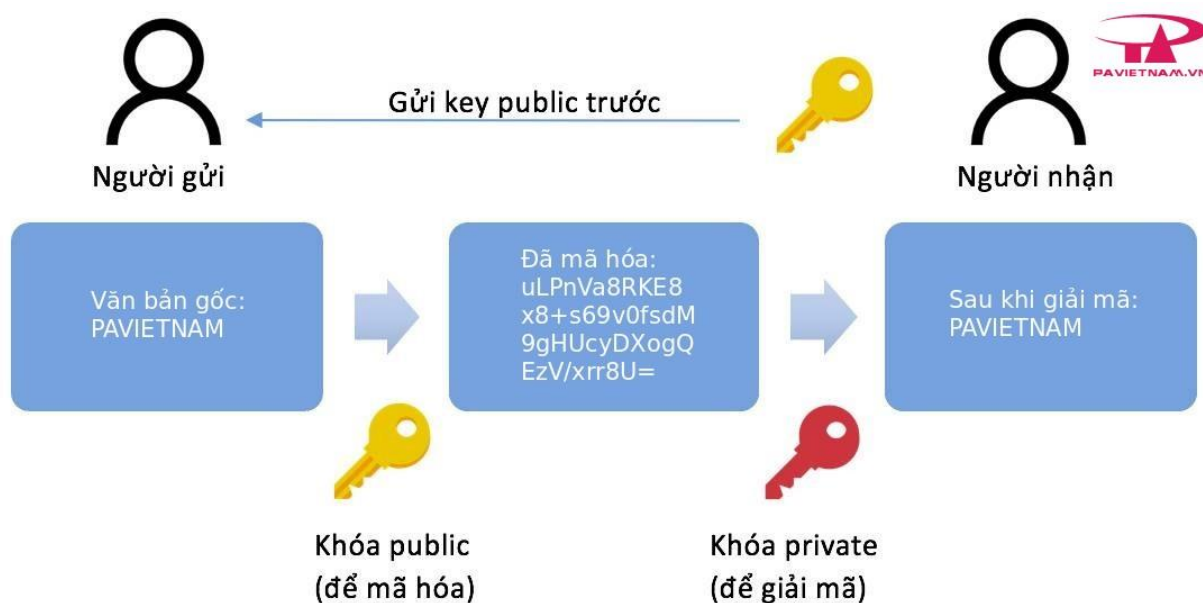 PAVIETNAM.VN
Gửi key public trước
Người gửi
Người nhận
Văn bản gốc:
PAVIETNAM
Đã mã hóa:
uLPnVa8RKE8
x8+s69v0fsdM
9gHUcyDXogQ
EzV/xrr8U=
Sau khi giải mã:
PAVIETNAM
Khóa public
(để mã hóa)
Khóa private
(để giải mã)